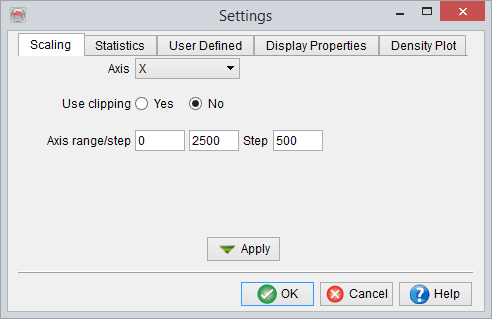 Settings
Scaling Statistics User Defined Display Properties Density Plot
Axis X
Use clipping Yes No
Axis range/step 0 2500 Step 500
Apply
OK Cancel Help